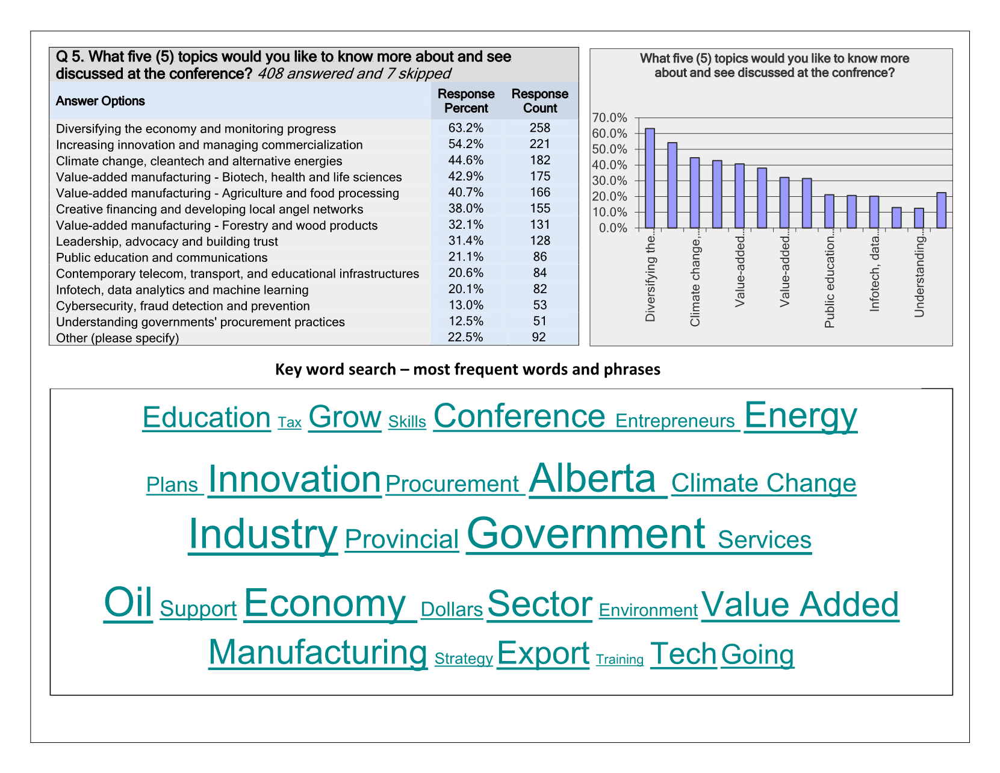 Q 5. What five (5) topics would you like to know more about and see
discussed at the conference? 408 answered and 7 skipped
Answer Options Response Percent Response Count
Diversifying the economy and monitoring progress 63.2% 258
Increasing innovation and managing commercialization 54.2% 221
Climate change, cleantech and alternative energies 44.6% 182
Value-added manufacturing - Biotech, health and life sciences 42.9% 175
Value-added manufacturing - Agriculture and food processing 40.7% 166
Creative financing and developing local angel networks 38.0% 155
Value-added manufacturing - Forestry and wood products 32.1% 131
Leadership, advocacy and building trust 31.4% 128
Public education and communications 21.1% 86
Contemporary telecom, transport, and educational infrastructures 20.6% 84
Infotech, data analytics and machine learning 20.1% 82
Cybersecurity, fraud detection and prevention 13.0% 53
Understanding governments' procurement practices 12.5% 51
Other (please specify) 22.5% 92
What five (5) topics would you like to know more
about and see discussed at the confrence?
70.0%
60.0%
50.0%
40.0%
30.0%
20.0%
10.0%
0.0%
Diversifying the…
Climate change,…
Value-added…
Value-added…
Public education…
Infotech, data…
Understanding…
Key word search – most frequent words and phrases
Education Tax Grow Skills Conference Entrepreneurs Energy
Plans Innovation Procurement Alberta Climate Change
Industry Provincial Government Services
Oil Support Economy Dollars Sector Environment Value Added
Manufacturing Strategy Export Training Tech Going